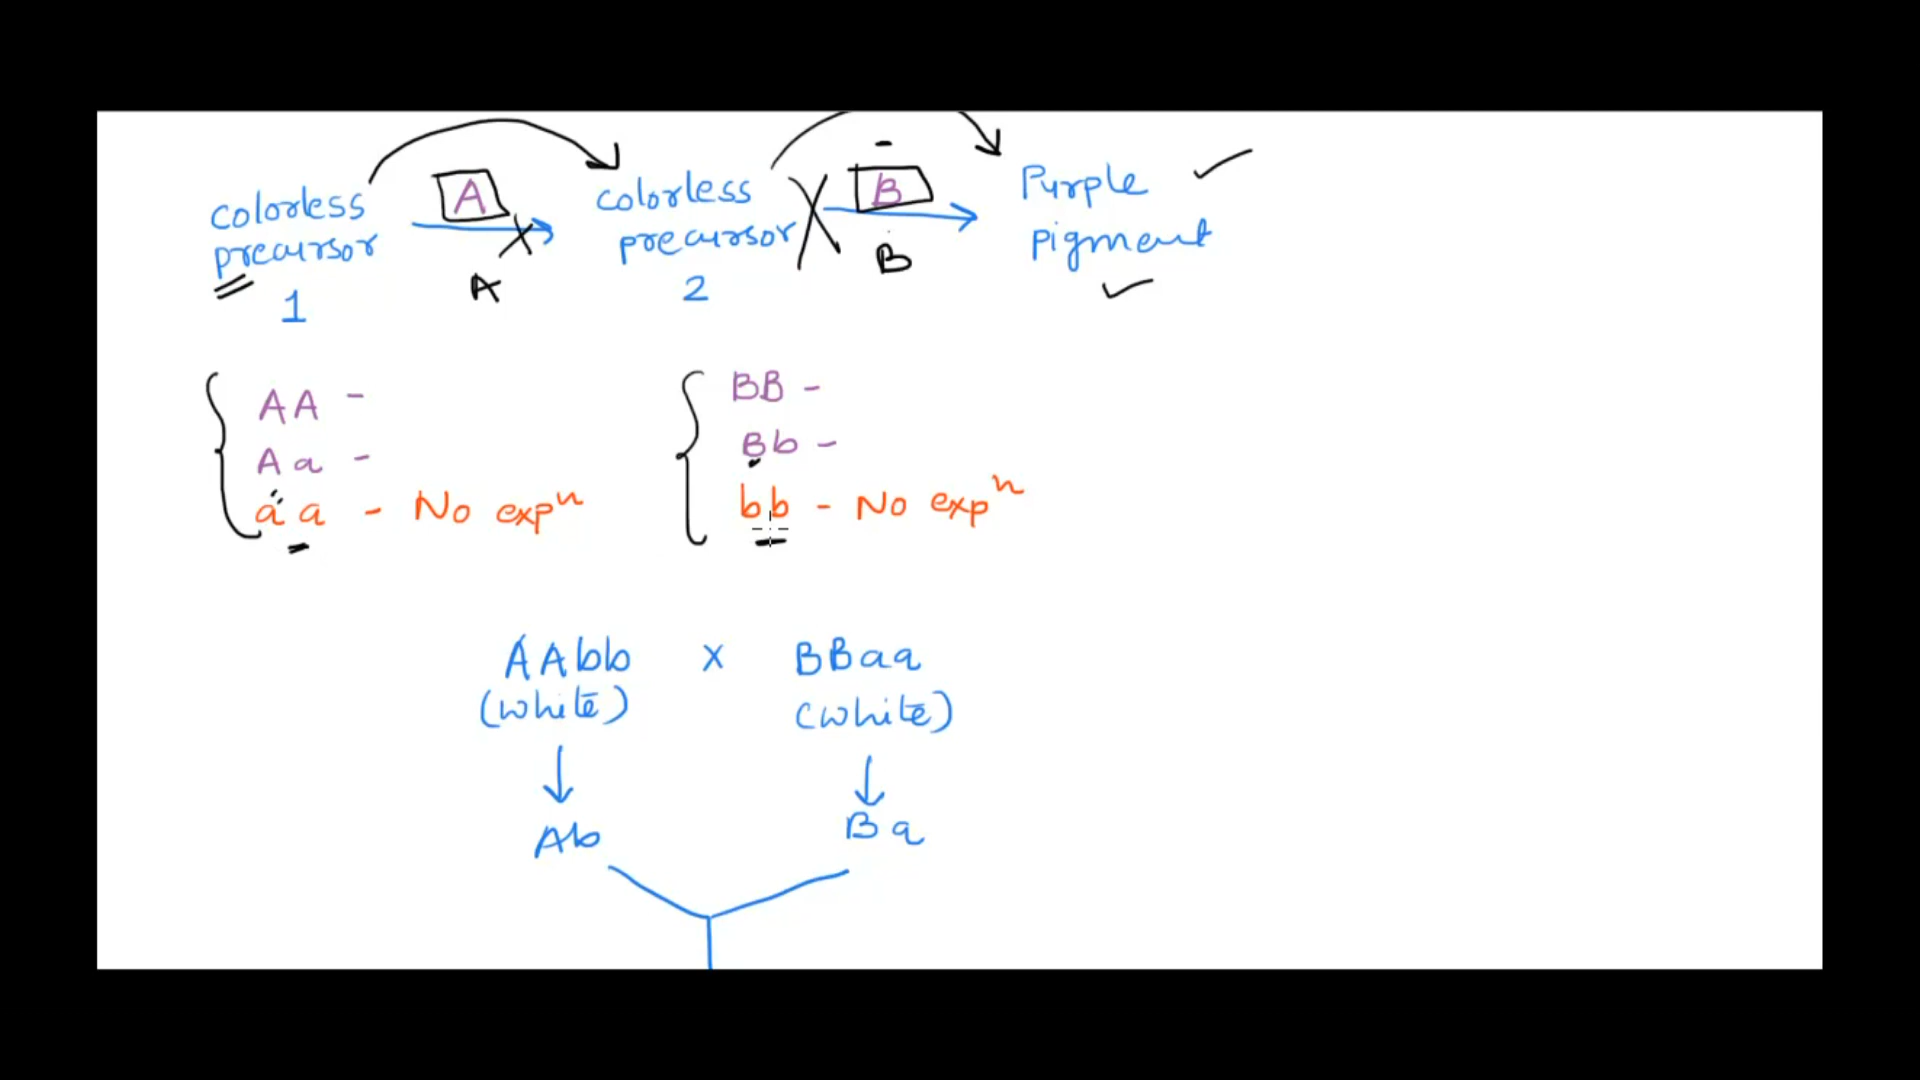 colorless A colorless B Purple
precursor precursor pigment
1 A 2 B
AA - BB -
Aa - Bb -
aa - No expⁿ bb - No expⁿ
AAbb x BBaa
(white) (white)
Ab Ba